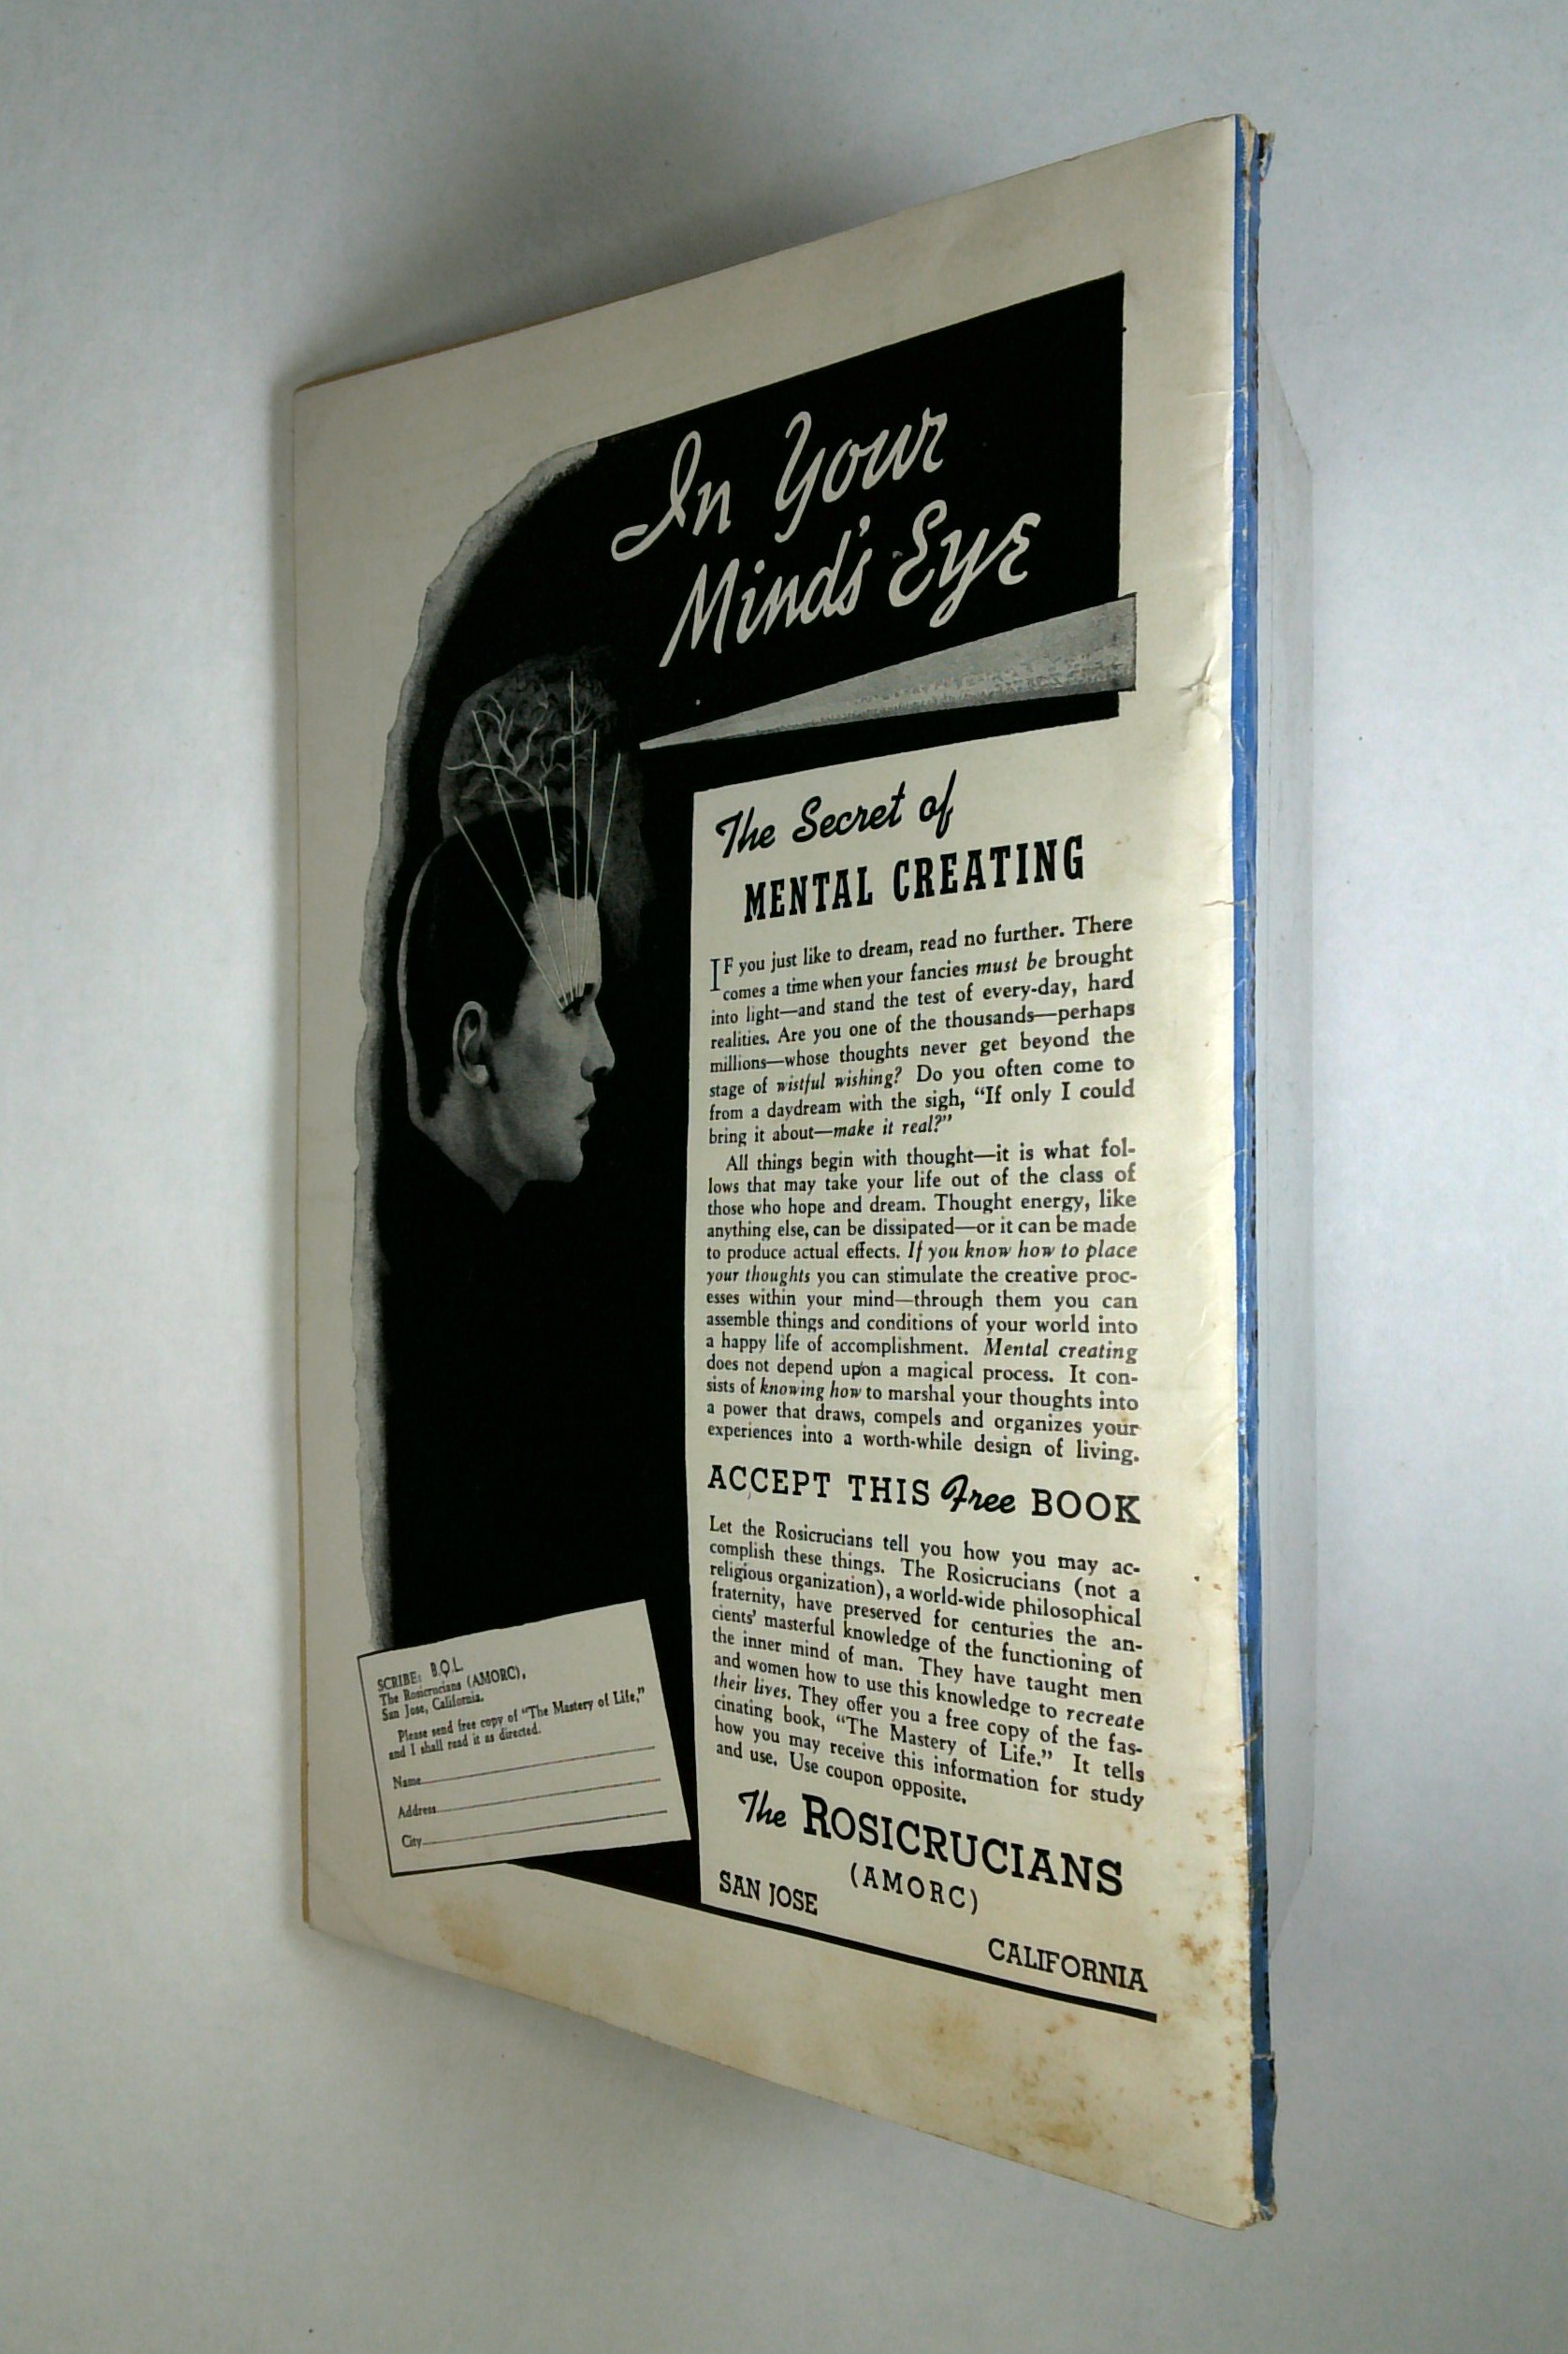 In Your
Mind's Eye
The Secret of
MENTAL CREATING
IF you just like to dream, read no further. There
comes a time when your fancies must be brought
into light—and stand the test of every-day, hard
realities. Are you one of the thousands—perhaps
millions—whose thoughts never get beyond the
stage of wistful wishing? Do you often come to
from a daydream with the sigh, “If only I could
bring it about—make it real?”
All things begin with thought—it is what fol-
lows that may take your life out of the class of
those who hope and dream. Thought energy, like
anything else, can be dissipated—or it can be made
to produce actual effects. If you know how to place
your thoughts you can stimulate the creative proc-
esses within your mind—through them you can
assemble things and conditions of your world into
a happy life of accomplishment. Mental creating
does not depend upon a magical process. It con-
sists of knowing how to marshal your thoughts into
a power that draws, compels and organizes your
experiences into a worth-while design of living.
ACCEPT THIS Free BOOK
Let the Rosicrucians tell you how you may ac-
complish these things. The Rosicrucians (not a
religious organization), a world-wide philosophical
fraternity, have preserved for centuries the an-
cients' masterful knowledge of the functioning of
the inner mind of man. They have taught men
and women how to use this knowledge to recreate
their lives. They offer you a free copy of the fas-
cinating book, “The Mastery of Life.” It tells
how you may receive this information for study
and use. Use coupon opposite.
The ROSICRUCIANS
(AMORC)
SAN JOSE
CALIFORNIA
SCRIBE: B.Q.L.
The Rosicrucians (AMORC),
San Jose, California.
Please send free copy of “The Mastery of Life,”
and I shall read it as directed.
Name
Address
City